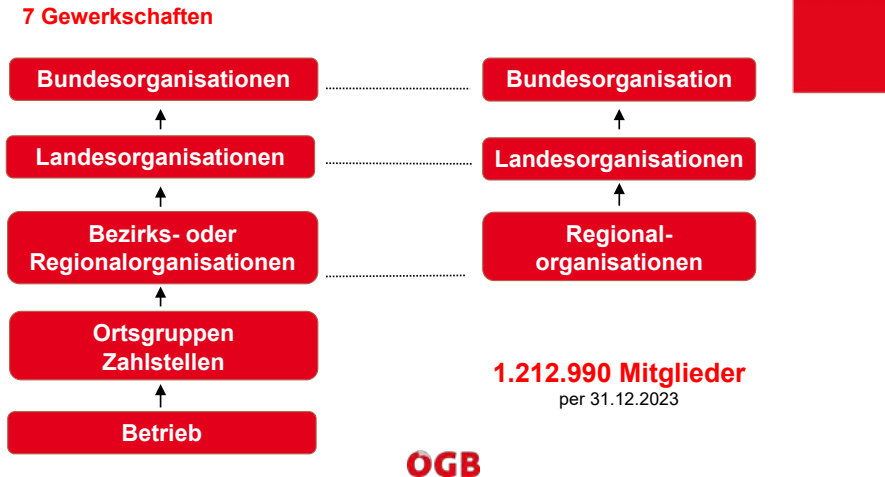 7 Gewerkschaften
Bundesorganisationen
Landesorganisationen
Bezirks- oder
Regionalorganisationen
Ortsgruppen
Zahlstellen
Betrieb
Bundesorganisation
Landesorganisationen
Regional-
organisationen
1.212.990 Mitglieder
per 31.12.2023
OGB